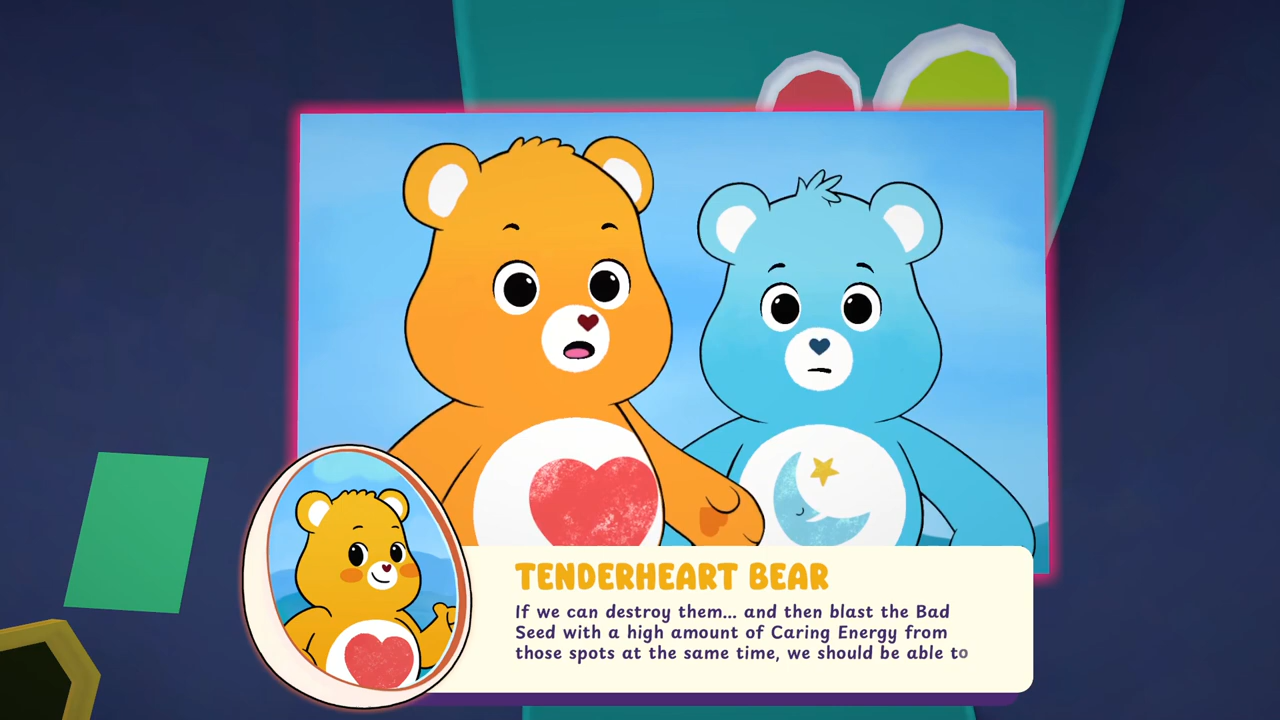 TENDERHEART BEAR
If we can destroy them... and then blast the Bad
Seed with a high amount of Caring Energy from
those spots at the same time, we should be able to